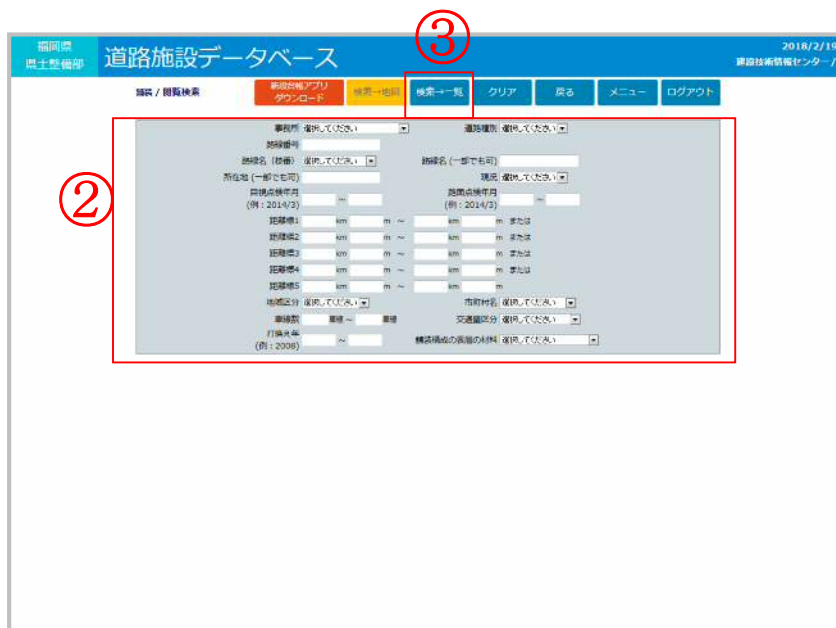 ③
福岡県
県土整備部
道路施設データベース
2018/2/19
建設技術情報センター/
舗装 / 閲覧検索
新設台帳アプリ
ダウンロード
検索→地図
検索→一覧
クリア
戻る
メニュー
ログアウト
②
事務所 選択してください 道路種別 選択してください
路線番号
路線名 (枝番) 選択してください 路線名 (一部でも可)
所在地 (一部でも可) 現況 選択してください
目視点検年月
(例：2014/3) ～
路面点検年月
(例：2014/3) ～
距離標1 km m ～ km m または
距離標2 km m ～ km m または
距離標3 km m ～ km m または
距離標4 km m ～ km m または
距離標5 km m ～ km m
地域区分 選択してください 市町村名 選択してください
車線数 車線 ～ 車線 交通量区分 選択してください
打換え年
(例：2008) ～
舗装構成の表層の材料 選択してください